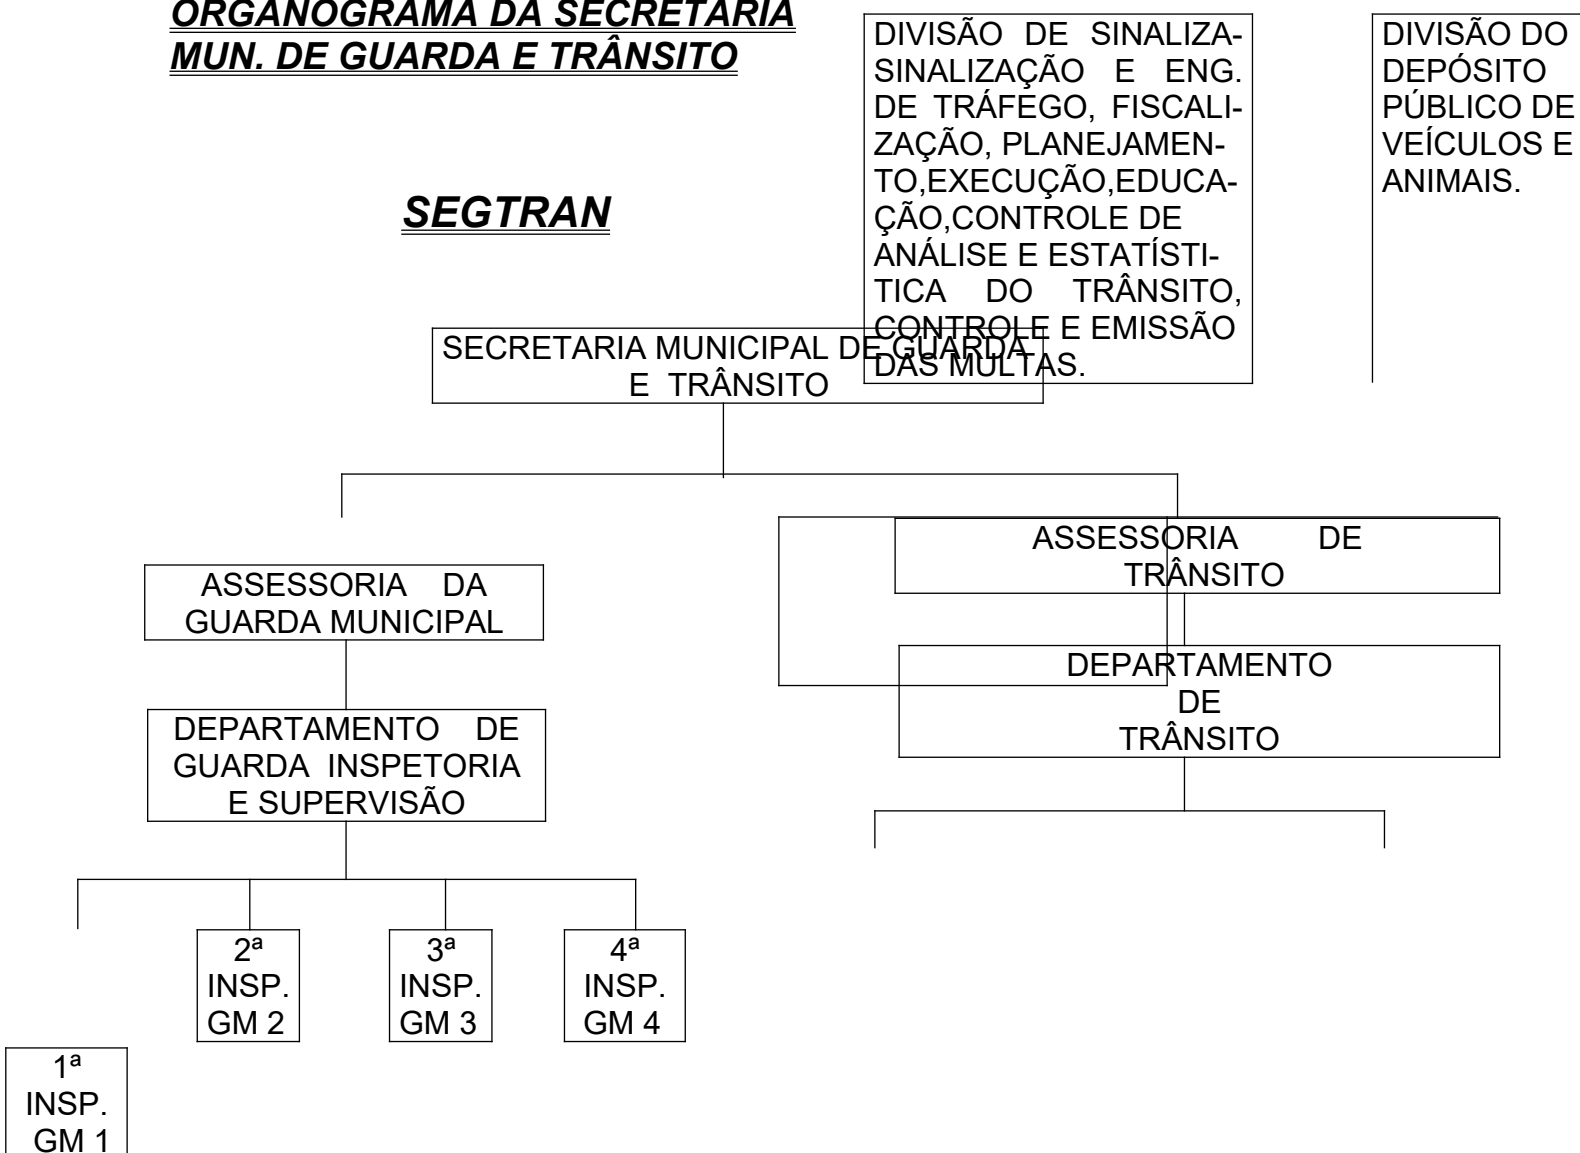 ORGANOGRAMA DA SECRETARIA
MUN. DE GUARDA E TRÂNSITO
SEGTRAN
DIVISÃO DE SINALIZA-
SINALIZAÇÃO E ENG.
DE TRÁFEGO, FISCALI-
ZAÇÃO, PLANEJAMEN-
TO,EXECUÇÃO,EDUCA-
ÇÃO,CONTROLE DE
ANÁLISE E ESTATÍSTI-
TICA DO TRÂNSITO,
CONTROLE E EMISSÃO
DAS MULTAS.
DIVISÃO DO
DEPÓSITO
PÚBLICO DE
VEÍCULOS E
ANIMAIS.
SECRETARIA MUNICIPAL DE GUARDA
E TRÂNSITO
ASSESSORIA DA
GUARDA MUNICIPAL
ASSESSORIA DE
TRÂNSITO
DEPARTAMENTO DE
GUARDA INSPETORIA
E SUPERVISÃO
DEPARTAMENTO
DE
TRÂNSITO
1ª
INSP.
GM 1
2ª
INSP.
GM 2
3ª
INSP.
GM 3
4ª
INSP.
GM 4